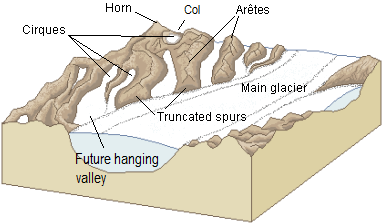 Horn
Col
Arêtes
Cirques
Main glacier
Truncated spurs
Future hanging
valley